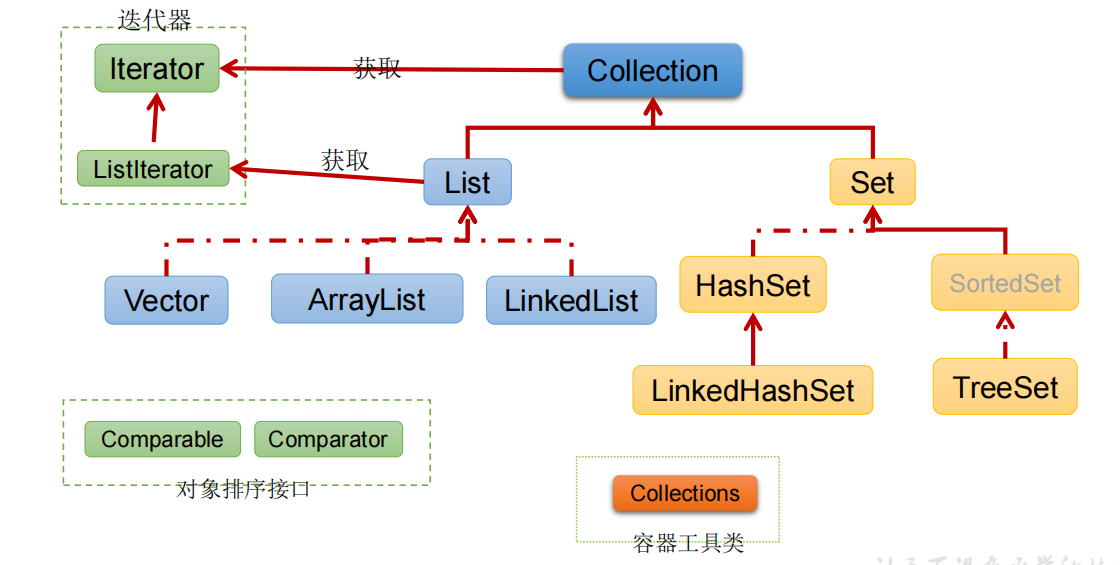 迭代器
Iterator
获取
Collection
ListIterator
获取
List
Set
Vector
ArrayList
LinkedList
HashSet
SortedSet
LinkedHashSet
TreeSet
Comparable
Comparator
对象排序接口
Collections
容器工具类